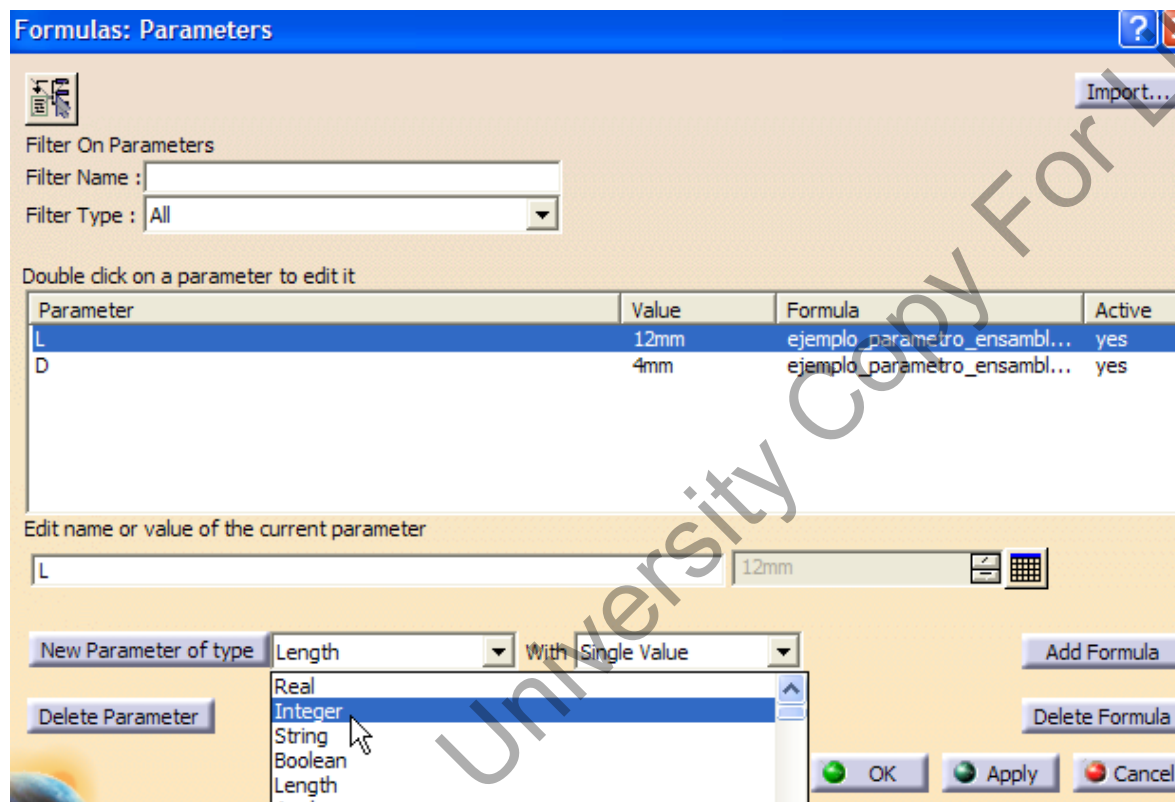 Formulas: Parameters
?
Import...
Filter On Parameters
Filter Name :
Filter Type : All
Double click on a parameter to edit it
Parameter Value Formula Active
L 12mm ejemplo_parametro_ensambl... yes
D 4mm ejemplo_parametro_ensambl... yes
Edit name or value of the current parameter
L 12mm
New Parameter of type Length With Single Value Add Formula
Real
Delete Parameter Integer Delete Formula
String
Boolean
Length
OK Apply Cancel
University Copy For